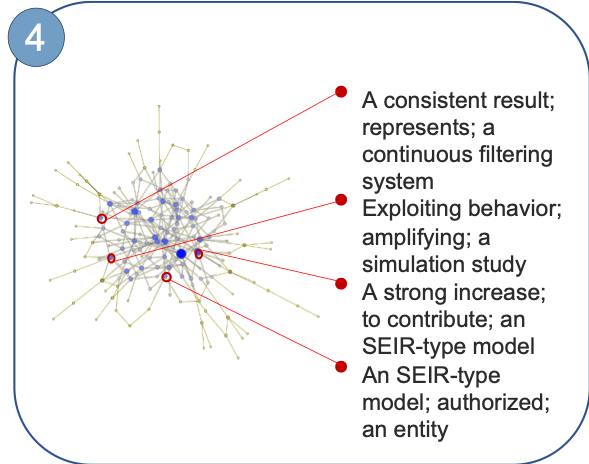 4
A consistent result;
represents; a
continuous filtering
system
Exploiting behavior;
amplifying; a
simulation study
A strong increase;
to contribute; an
SEIR-type model
An SEIR-type
model; authorized;
an entity